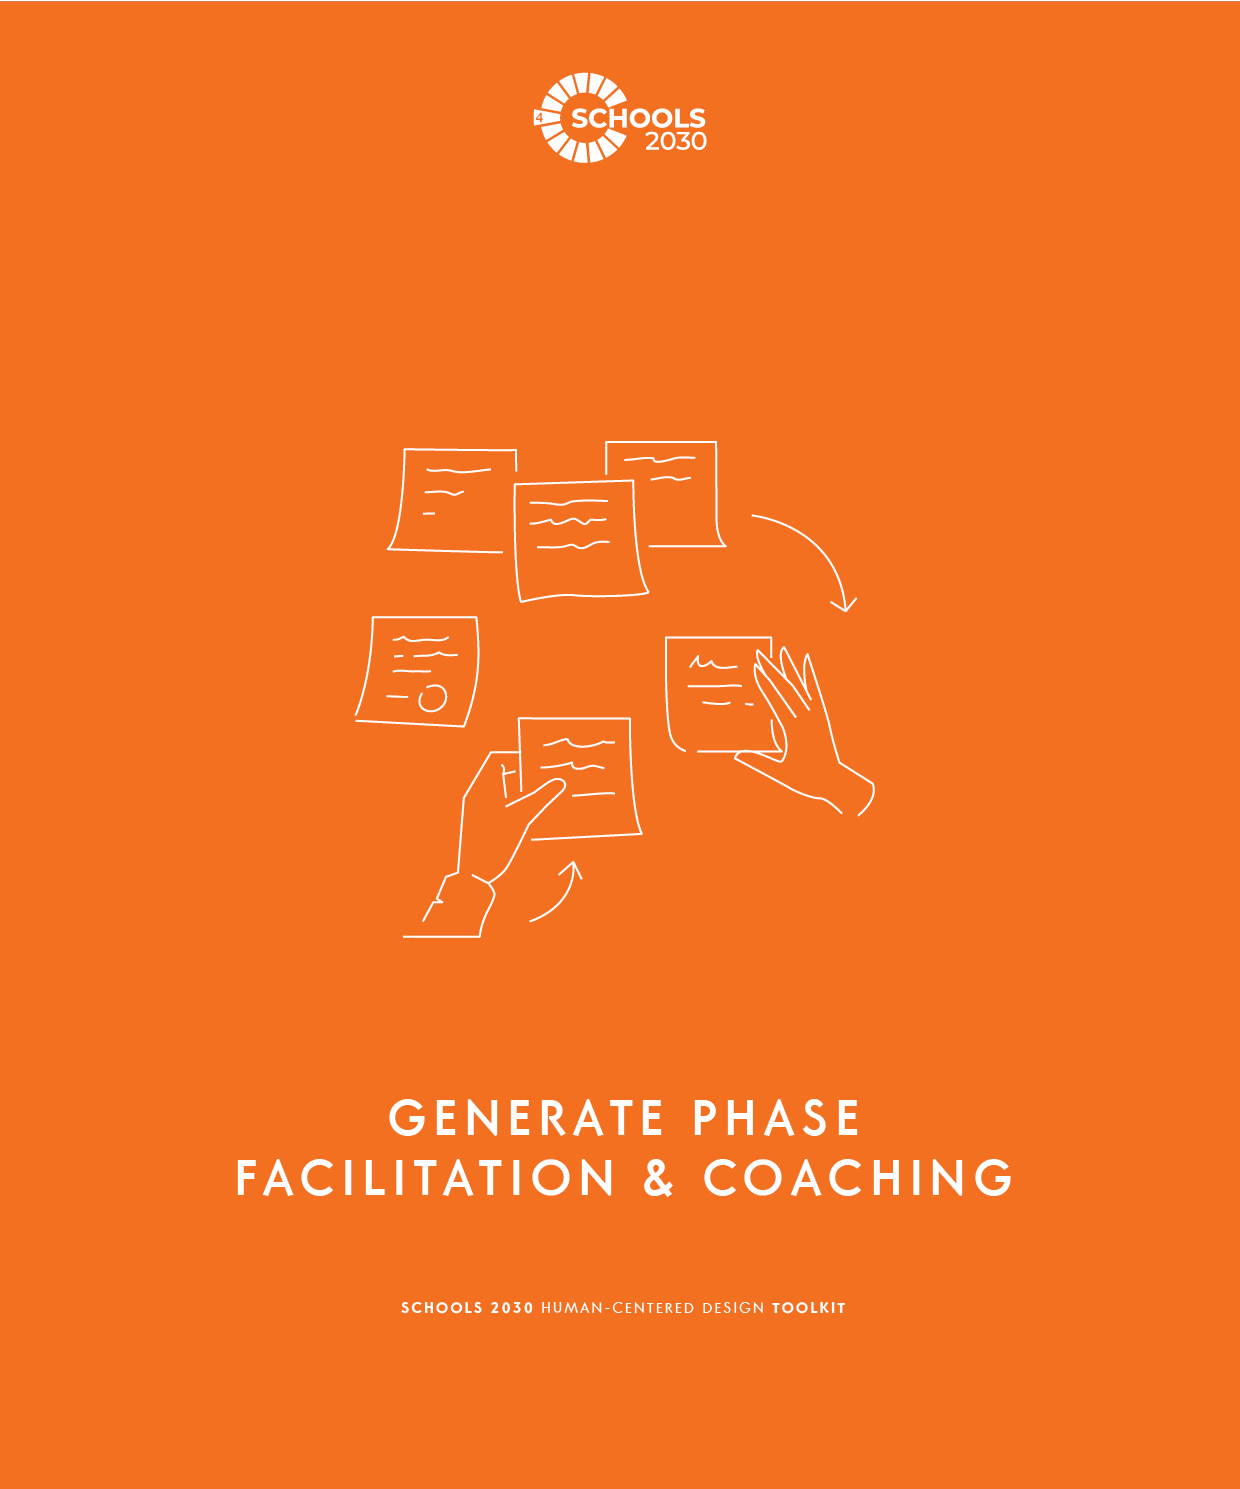 4 SCHOOLS
2030
GENERATE PHASE
FACILITATION & COACHING
SCHOOLS 2030 HUMAN-CENTERED DESIGN TOOLKIT